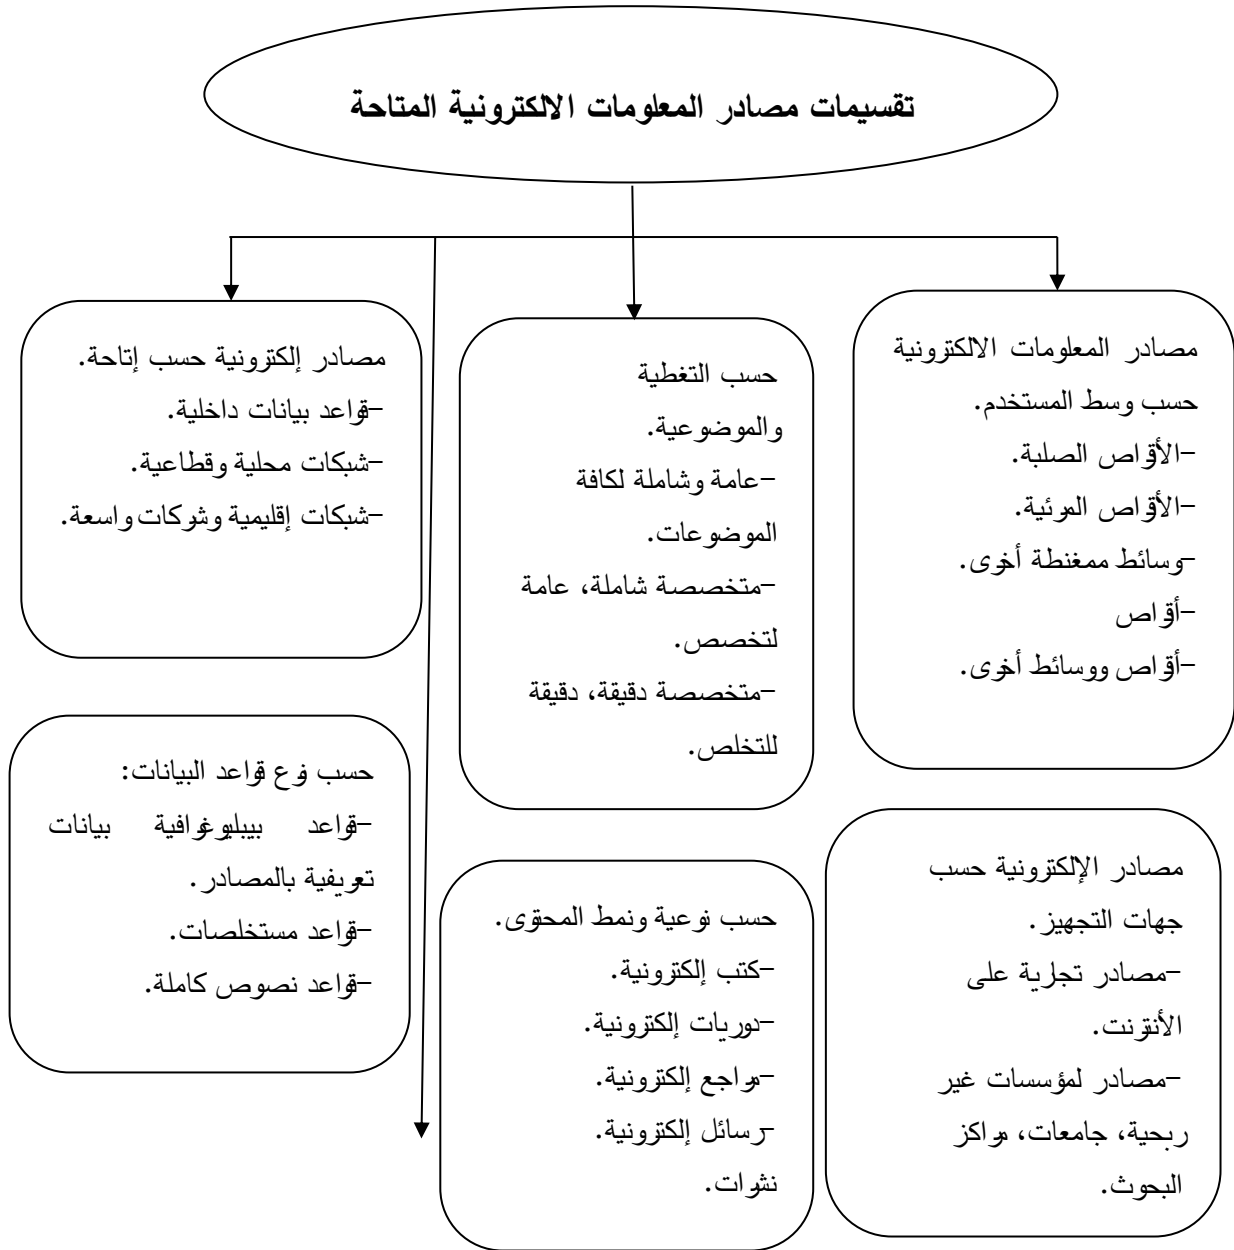 تقسيمات مصادر المعلومات الالكترونية المتاحة
مصادر المعلومات الالكترونية
حسب وسط المستخدم.
-الأقراص الصلبة.
-الأقراص المرئية.
-وسائط ممغنطة أخرى.
-أقراص
-أقراص ووسائط أخرى.
حسب التغطية
والموضوعية.
-عامة وشاملة لكافة
الموضوعات.
-متخصصة شاملة، عامة
لتخصص.
-متخصصة دقيقة، دقيقة
للتخلص.
مصادر إلكترونية حسب إتاحة.
-قواعد بيانات داخلية.
-شبكات محلية وقطاعية.
-شبكات إقليمية وشركات واسعة.
مصادر الإلكترونية حسب
جهات التجهيز.
-مصادر تجارية على
الأنترنت.
-مصادر لمؤسسات غير
ربحية، جامعات، مراكز
البحوث.
حسب نوعية ونمط المحتوى.
-كتب إلكترونية.
-دوريات إلكترونية.
-مراجع إلكترونية.
-رسائل إلكترونية.
نشرات.
حسب نوع قواعد البيانات:
-قواعد بيبليوغرافية بيانات
تعريفية بالمصادر.
-قواعد مستخلصات.
-قواعد نصوص كاملة.